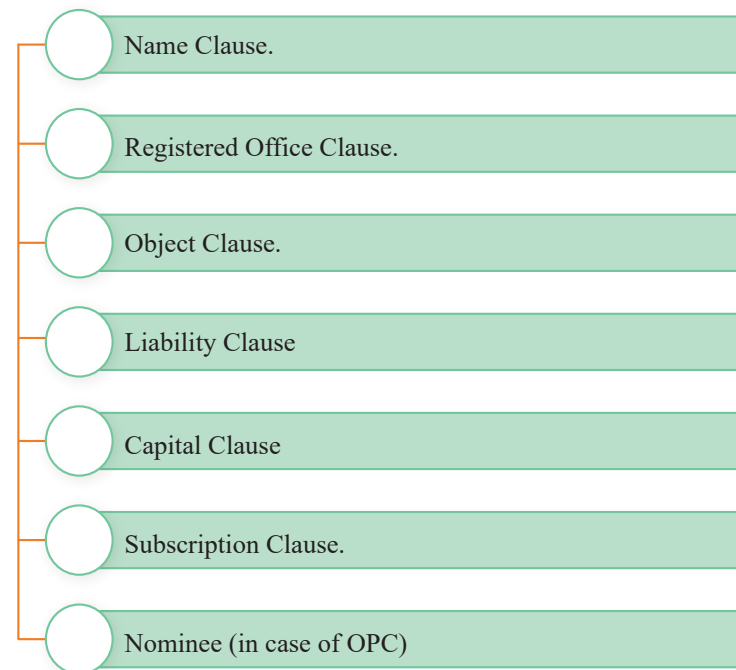 Name Clause.
Registered Office Clause.
Object Clause.
Liability Clause
Capital Clause
Subscription Clause.
Nominee (in case of OPC)